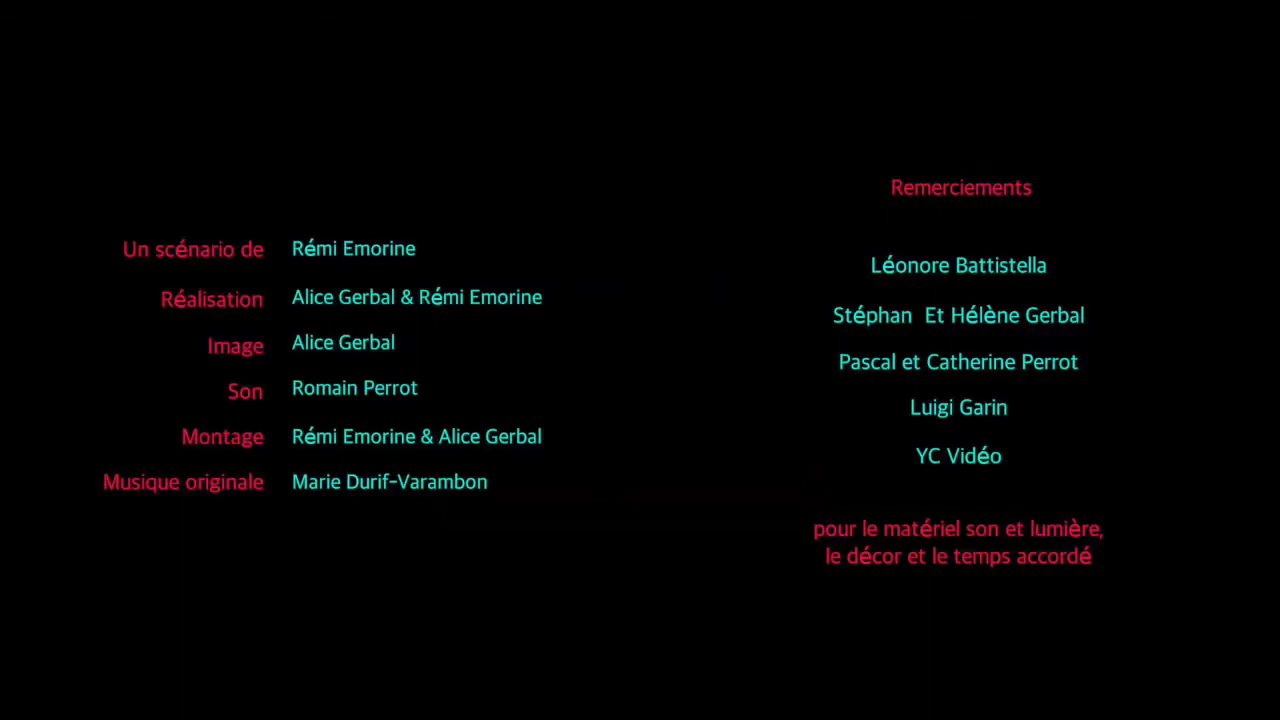 Un scénario de Rémi Emorine
Réalisation Alice Gerbal & Rémi Emorine
Image Alice Gerbal
Son Romain Perrot
Montage Rémi Emorine & Alice Gerbal
Musique originale Marie Durif-Varambon
Remerciements
Léonore Battistella
Stéphan  Et Hélène Gerbal
Pascal et Catherine Perrot
Luigi Garin
YC Vidéo
pour le matériel son et lumière,
le décor et le temps accordé